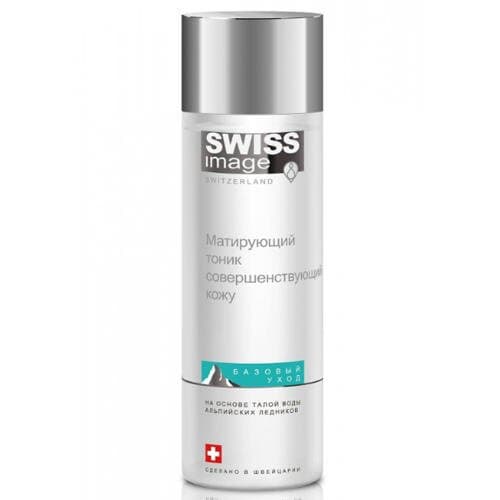 SWISS
image
SWITZERLAND
Матирующий
тоник
совершенствующий
кожу
БАЗОВЫЙ
УХОД
НА ОСНОВЕ ТАЛОЙ ВОДЫ
АЛЬПИЙСКИХ ЛЕДНИКОВ
СДЕЛАНО В ШВЕЙЦАРИИ